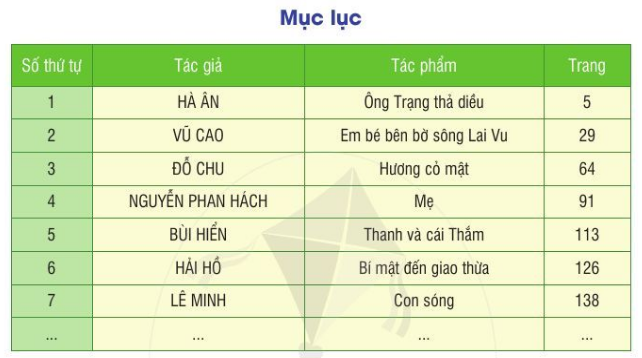 Mục lục
Số thứ tự Tác giả Tác phẩm Trang
1 HÀ ÂN Ông Trạng thả diều 5
2 VŨ CAO Em bé bên bờ sông Lai Vu 29
3 ĐỖ CHU Hương cỏ mật 64
4 NGUYỄN PHAN HÁCH Mẹ 91
5 BÙI HIỂN Thanh và cái Thắm 113
6 HẢI HỒ Bí mật đến giao thừa 126
7 LÊ MINH Con sóng 138
... ... ... ...